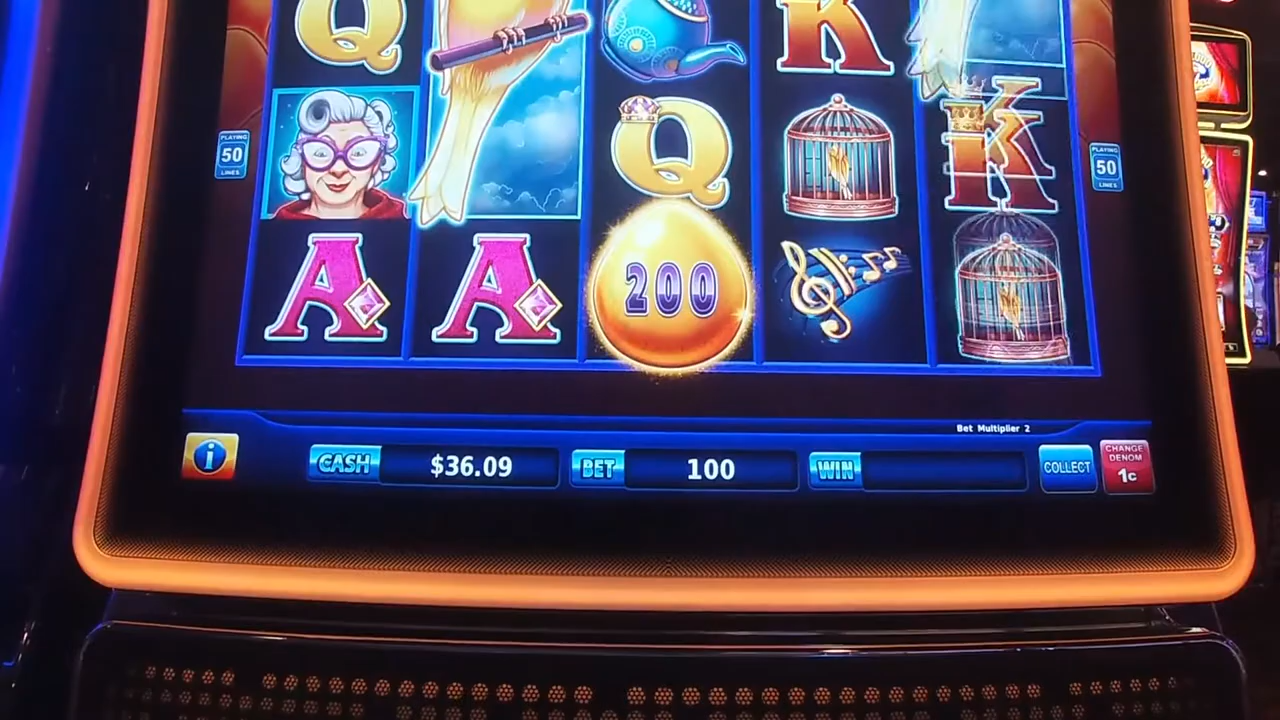 Q
K
PLAYING
50
LINES
Q
K
PLAYING
50
LINES
A
A
200
Bet Multiplier 2
i
CASH
$36.09
BET
100
WIN
COLLECT
CHANGE
DENOM
1c